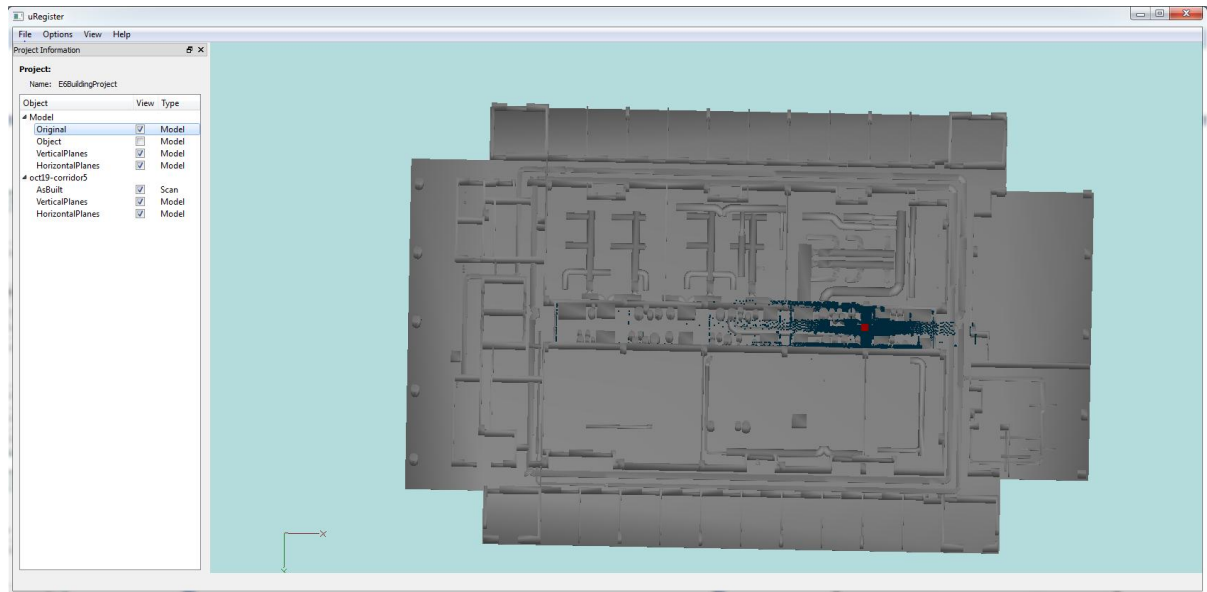 uRegister
File Options View Help
Project Information
Project:
Name: E6BuildingProject
Object View Type
Model
Original Model
Object Model
VerticalPlanes Model
HorizontalPlanes Model
oct19-corridor5
AsBuilt Scan
VerticalPlanes Model
HorizontalPlanes Model
X